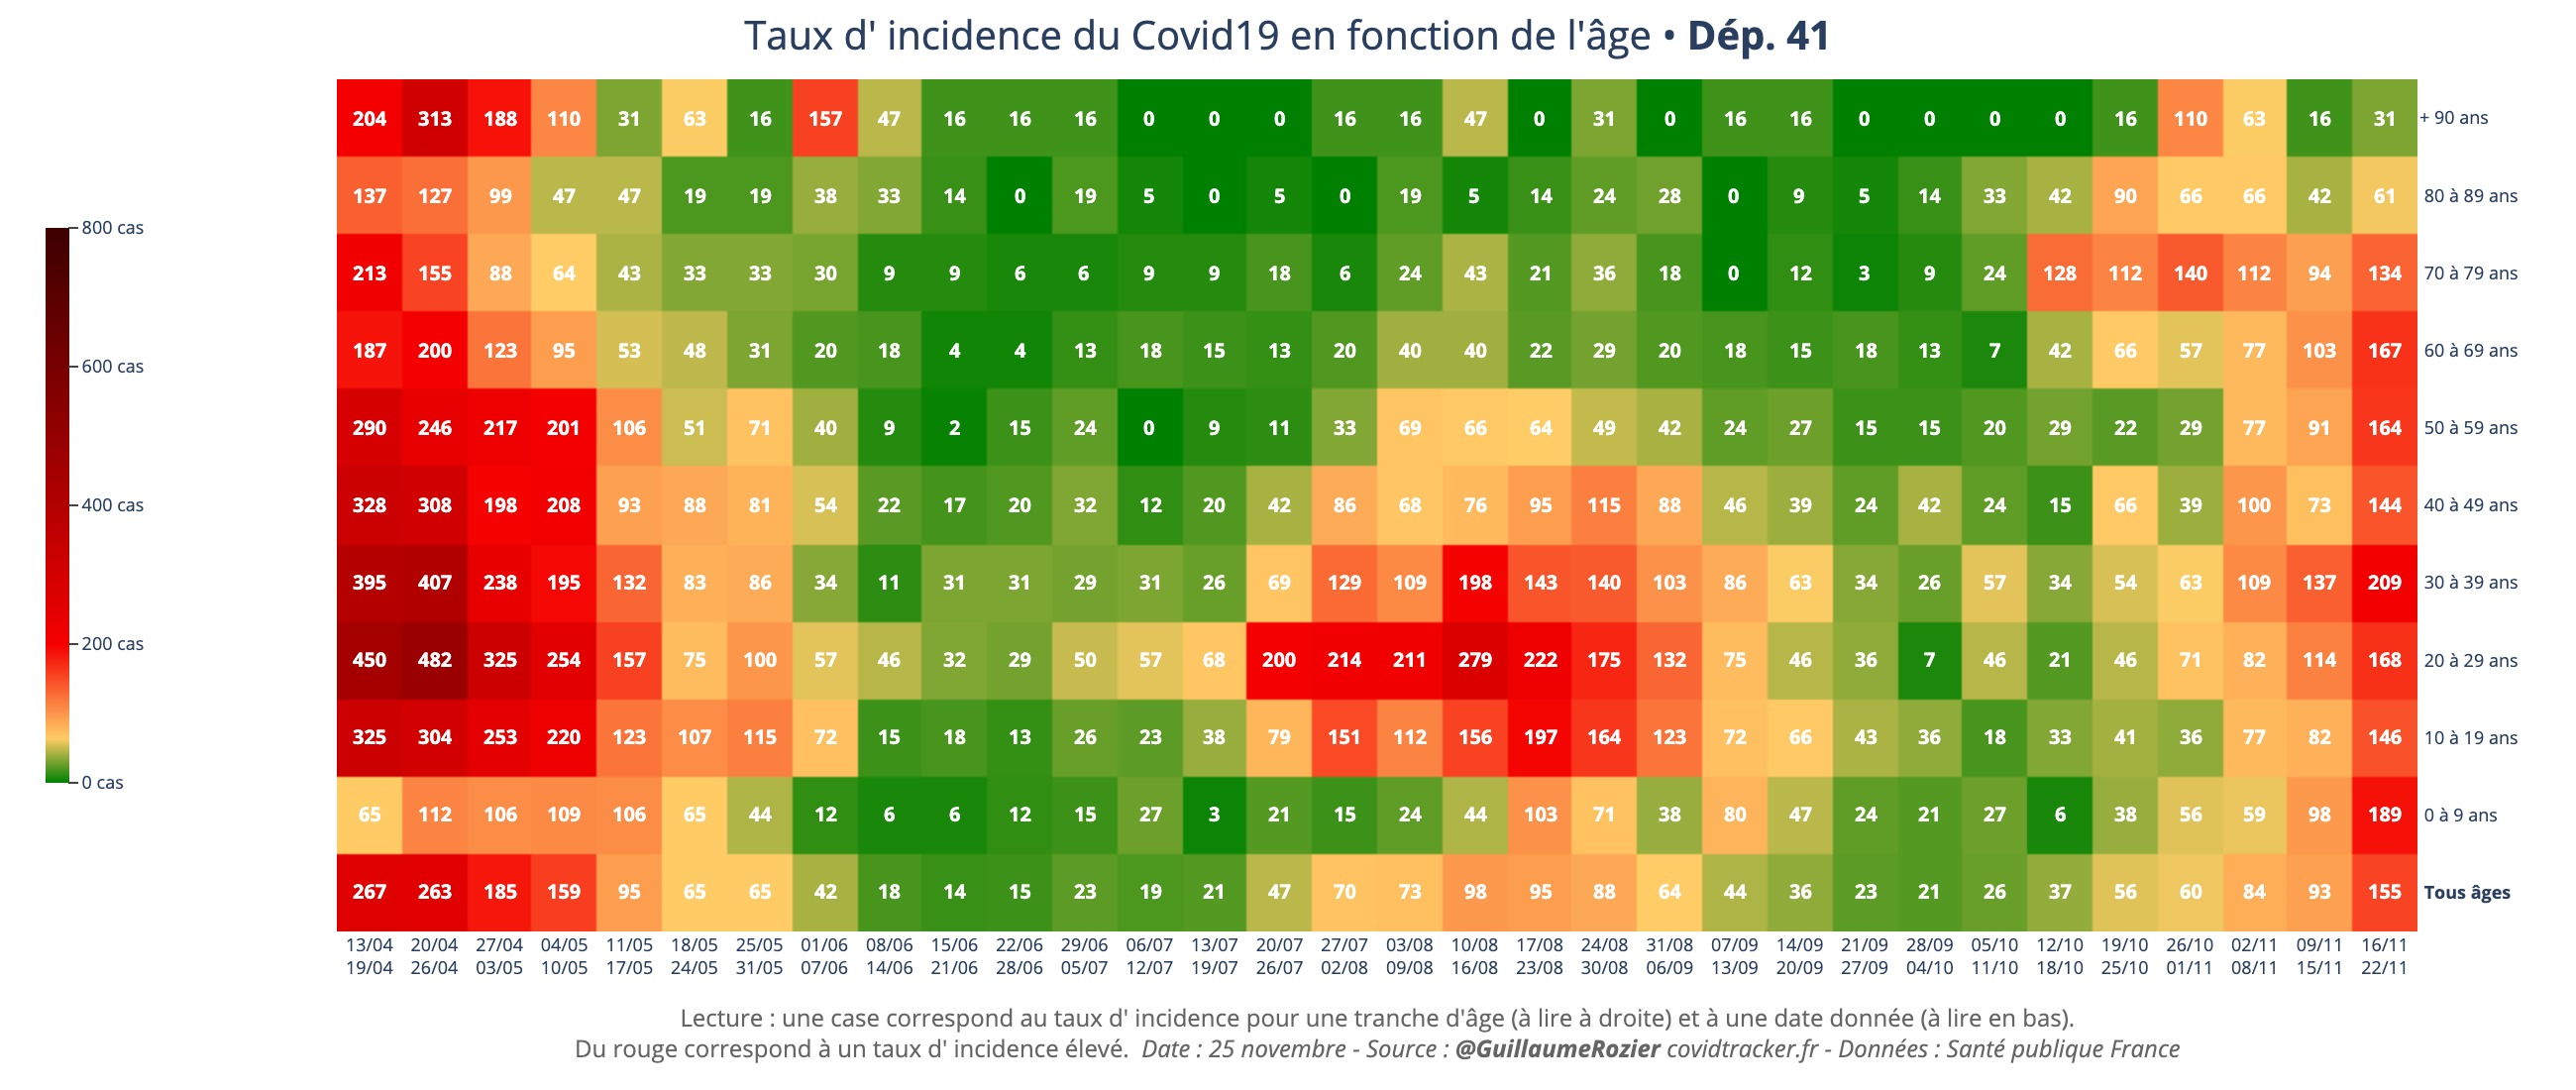 Taux d' incidence du Covid19 en fonction de l'âge • Dép. 41
800 cas
600 cas
400 cas
200 cas
0 cas
204 313 188 110 31 63 16 157 47 16 16 16 0 0 0 16 16 47 0 31 0 16 16 0 0 0 0 16 110 63 16 31 + 90 ans
137 127 99 47 47 19 19 38 33 14 0 19 5 0 5 0 19 5 14 24 28 0 9 5 14 33 42 90 66 66 42 61 80 à 89 ans
213 155 88 64 43 33 33 30 9 9 6 6 9 9 18 6 24 43 21 36 18 0 12 3 9 24 128 112 140 112 94 134 70 à 79 ans
187 200 123 95 53 48 31 20 18 4 4 13 18 15 13 20 40 40 22 29 20 18 15 18 13 7 42 66 57 77 103 167 60 à 69 ans
290 246 217 201 106 51 71 40 9 2 15 24 0 9 11 33 69 66 64 49 42 24 27 15 15 20 29 22 29 77 91 164 50 à 59 ans
328 308 198 208 93 88 81 54 22 17 20 32 12 20 42 86 68 76 95 115 88 46 39 24 42 24 15 66 39 100 73 144 40 à 49 ans
395 407 238 195 132 83 86 34 11 31 31 29 31 26 69 129 109 198 143 140 103 86 63 34 26 57 34 54 63 109 137 209 30 à 39 ans
450 482 325 254 157 75 100 57 46 32 29 50 57 68 200 214 211 279 222 175 132 75 46 36 7 46 21 46 71 82 114 168 20 à 29 ans
325 304 253 220 123 107 115 72 15 18 13 26 23 38 79 151 112 156 197 164 123 72 66 43 36 18 33 41 36 77 82 146 10 à 19 ans
65 112 106 109 106 65 44 12 6 6 12 15 27 3 21 15 24 44 103 71 38 80 47 24 21 27 6 38 56 59 98 189 0 à 9 ans
267 263 185 159 95 65 65 42 18 14 15 23 19 21 47 70 73 98 95 88 64 44 36 23 21 26 37 56 60 84 93 155 Tous âges
13/04 20/04 27/04 04/05 11/05 18/05 25/05 01/06 08/06 15/06 22/06 29/06 06/07 13/07 20/07 27/07 03/08 10/08 17/08 24/08 31/08 07/09 14/09 21/09 28/09 05/10 12/10 19/10 26/10 02/11 09/11 16/11
19/04 26/04 03/05 10/05 17/05 24/05 31/05 07/06 14/06 21/06 28/06 05/07 12/07 19/07 26/07 02/08 09/08 16/08 23/08 30/08 06/09 13/09 20/09 27/09 04/10 11/10 18/10 25/10 01/11 08/11 15/11 22/11
Lecture : une case correspond au taux d' incidence pour une tranche d'âge (à lire à droite) et à une date donnée (à lire en bas).
Du rouge correspond à un taux d' incidence élevé. Date : 25 novembre - Source : @GuillaumeRozier covidtracker.fr - Données : Santé publique France